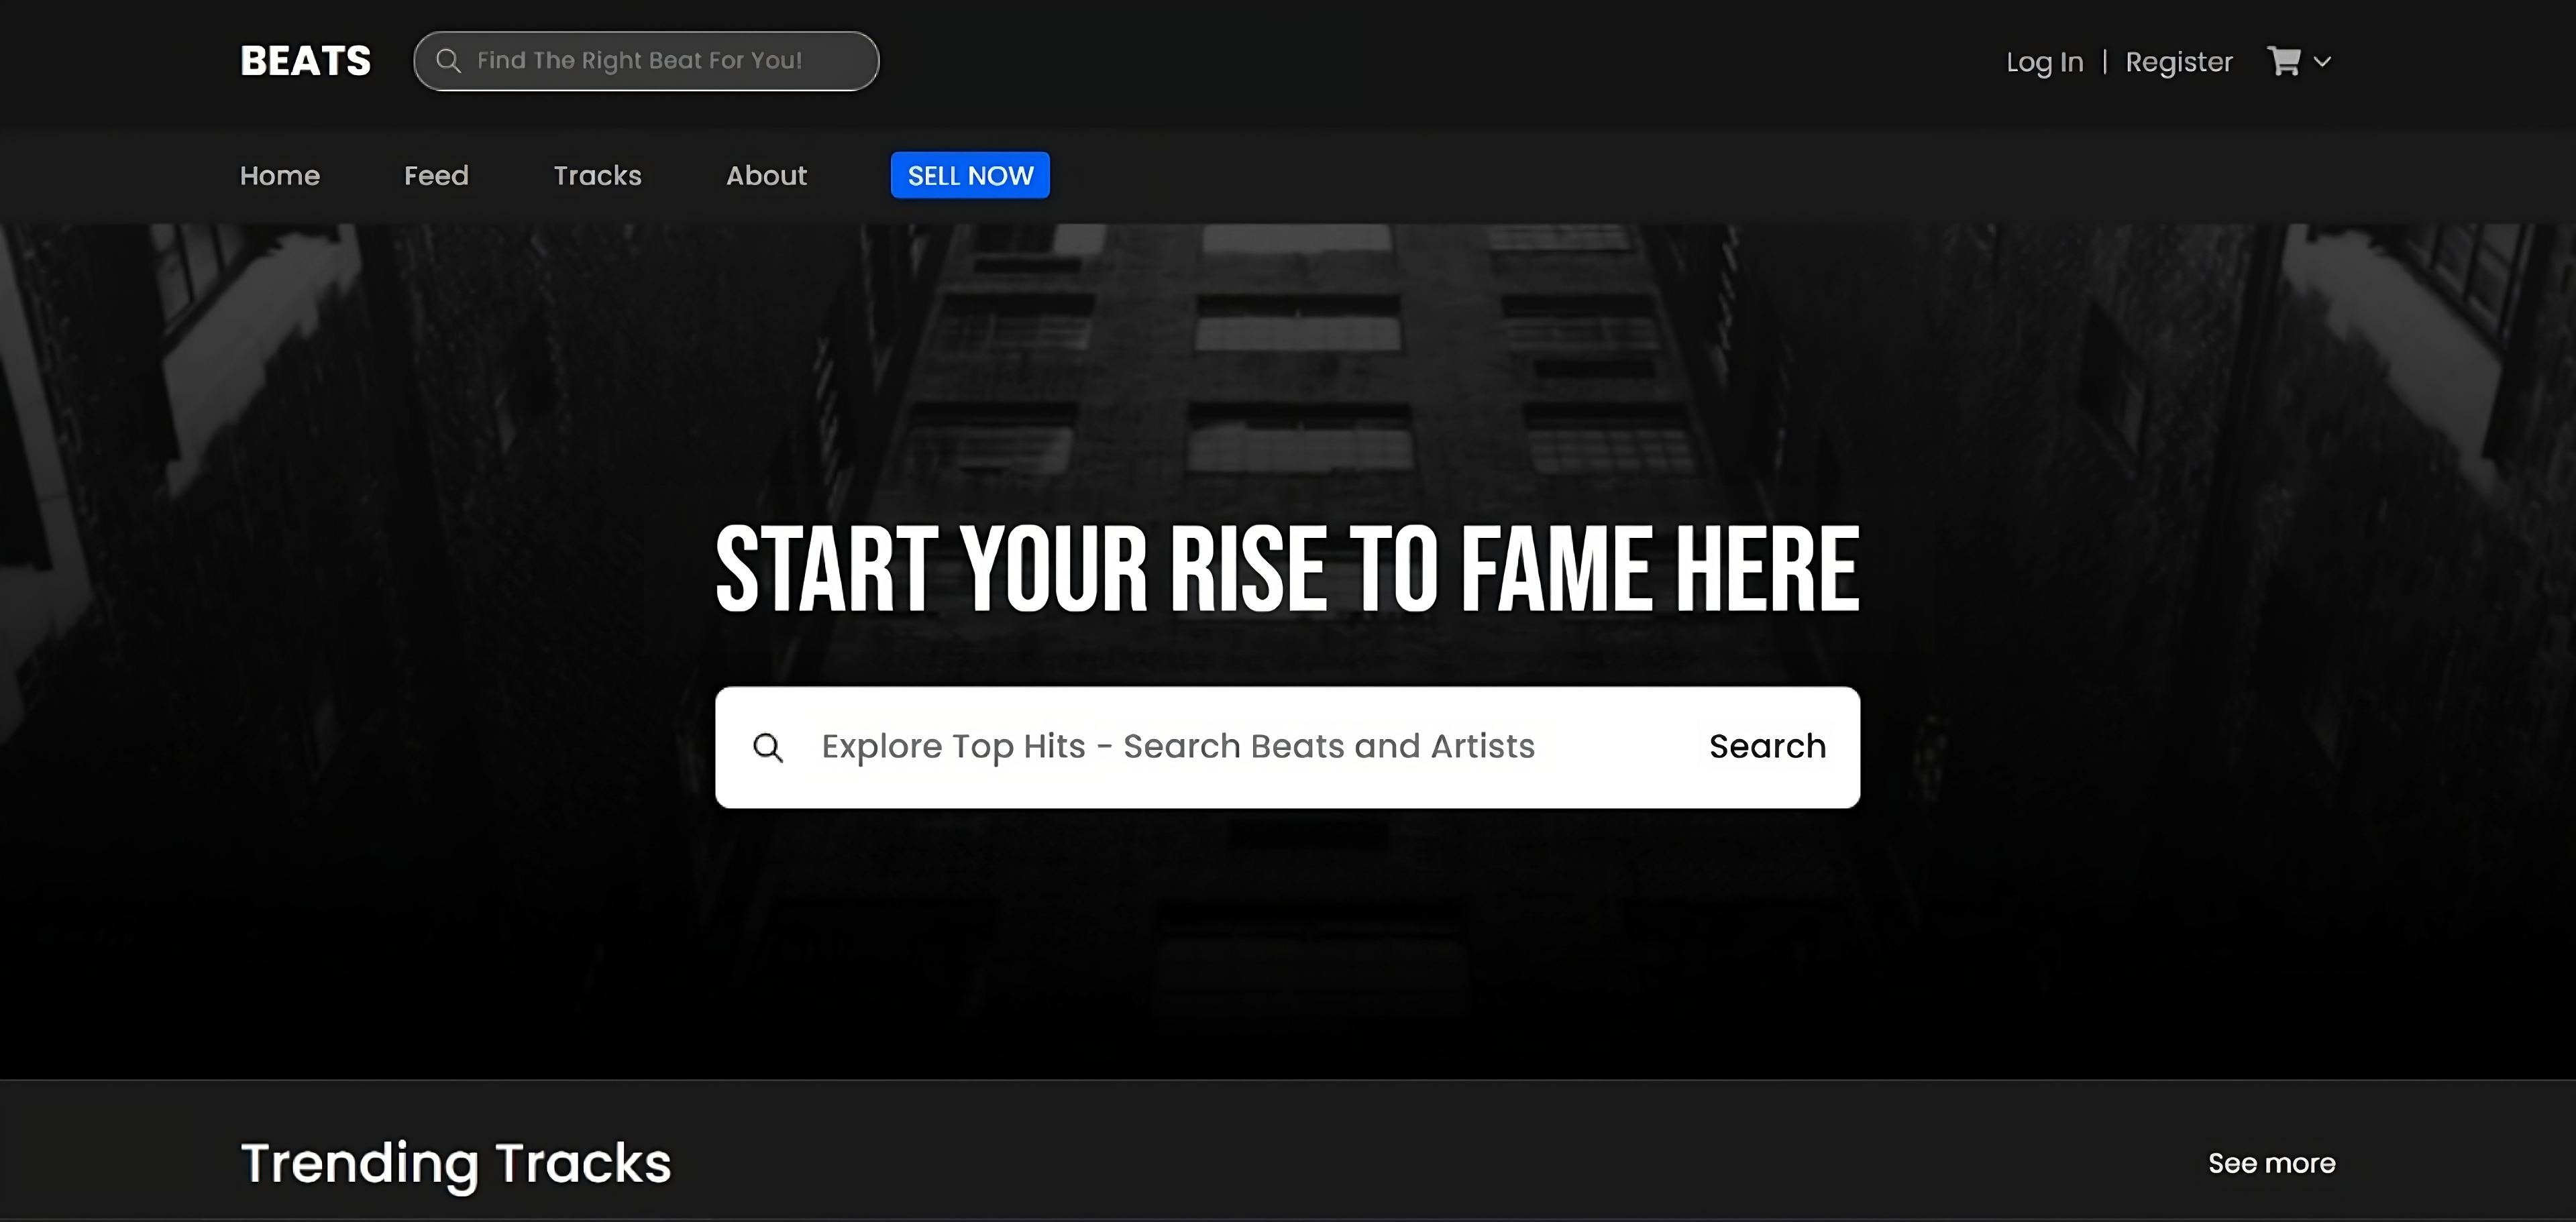 BEATS
Find The Right Beat For You!
Log In | Register
Home Feed Tracks About SELL NOW
START YOUR RISE TO FAME HERE
Explore Top Hits - Search Beats and Artists Search
Trending Tracks See more